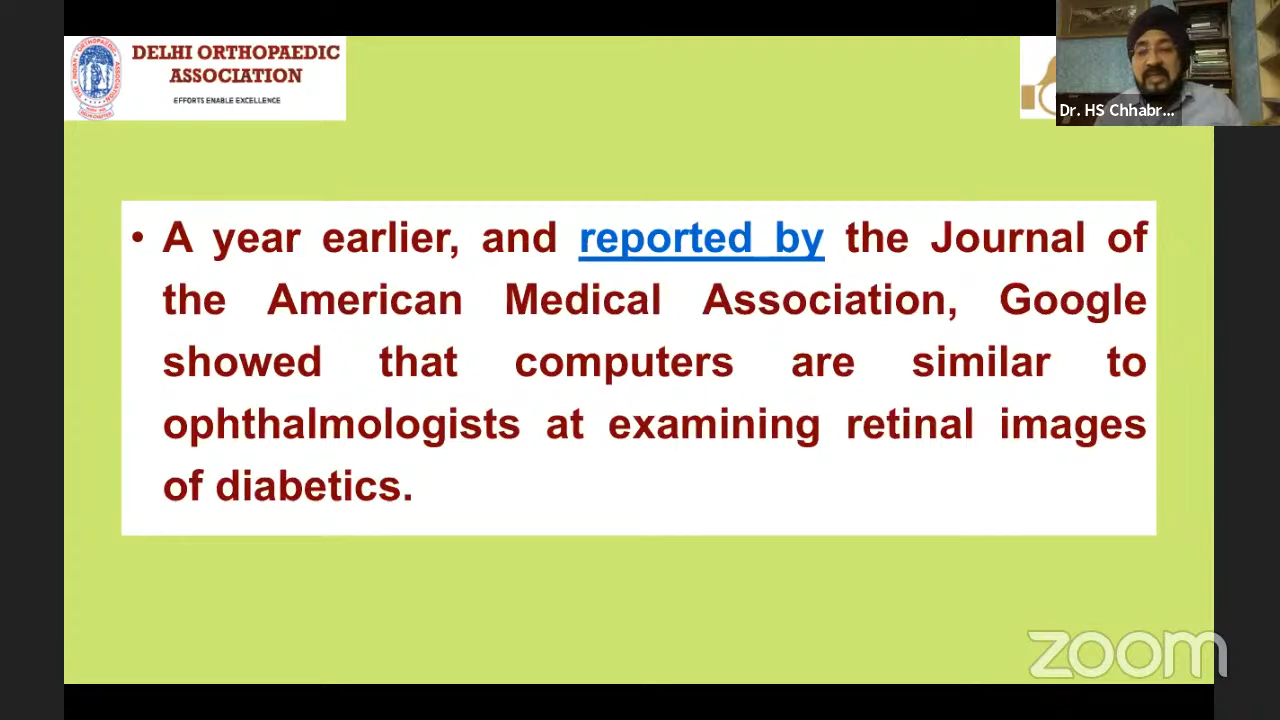 DELHI ORTHOPAEDIC
ASSOCIATION
EFFORTS ENABLE EXCELLENCE
Dr. HS Chhabr...
• A year earlier, and reported by the Journal of
the American Medical Association, Google
showed that computers are similar to
ophthalmologists at examining retinal images
of diabetics.
zoom